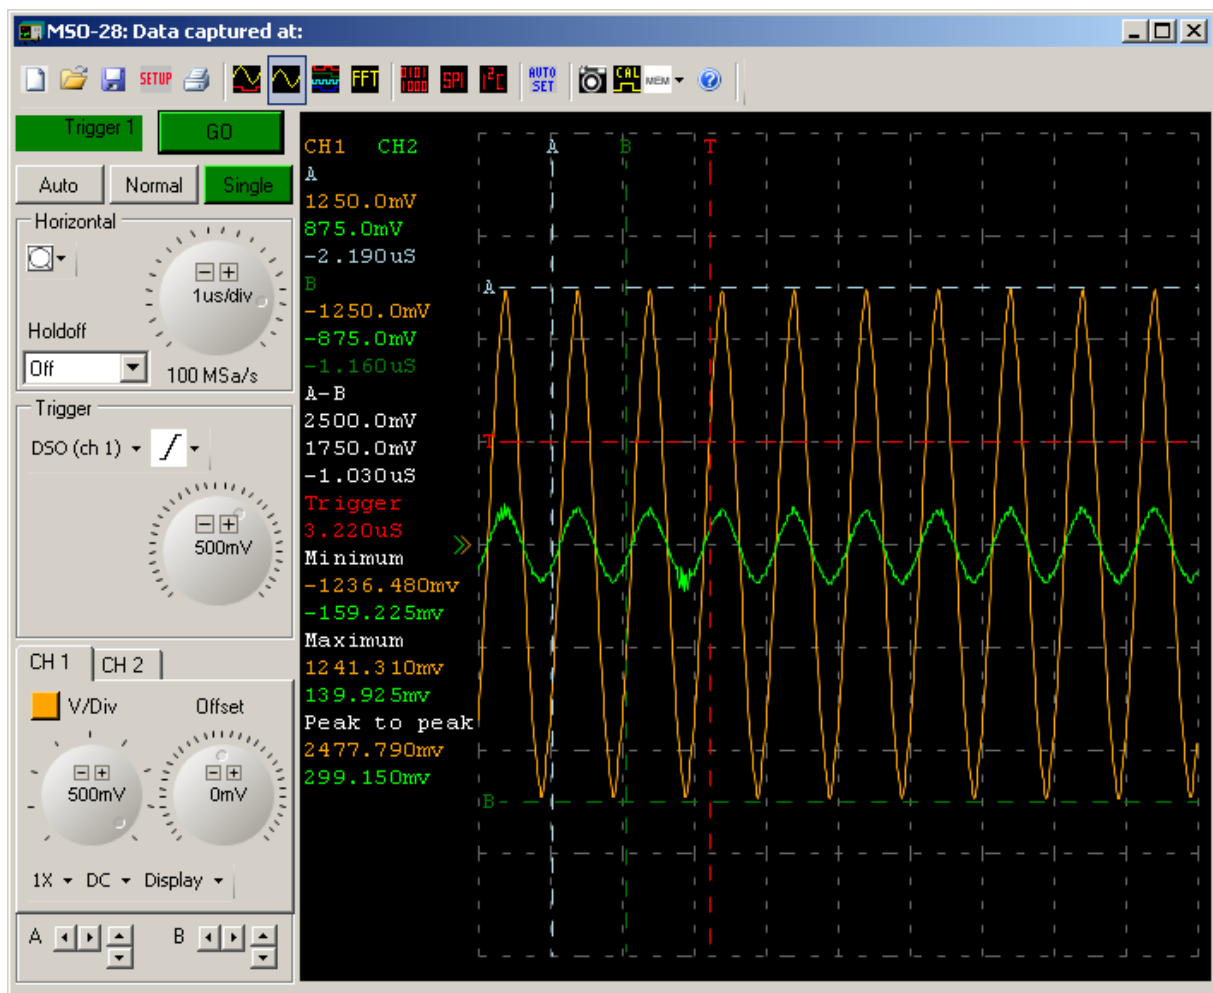 MSO-28: Data captured at:
SETUP FFT 0101 1000 SPI I²C AUTO SET CAL MEM ?
Trigger 1 GO
Auto Normal Single
Horizontal
1us/div
Holdoff
Off
100 MSa/s
Trigger
DSO (ch 1)
500mV
CH 1 CH 2
V/Div Offset
500mV 0mV
1X DC Display
A B
CH1 CH2
A
1250.0mV
875.0mV
-2.190uS
B
-1250.0mV
-875.0mV
-1.160uS
A-B
2500.0mV
1750.0mV
-1.030uS
Trigger
3.220uS
Minimum
-1236.480mv
-159.225mv
Maximum
1241.310mv
139.925mv
Peak to peak
2477.790mv
299.150mv
A B T
A
T
B